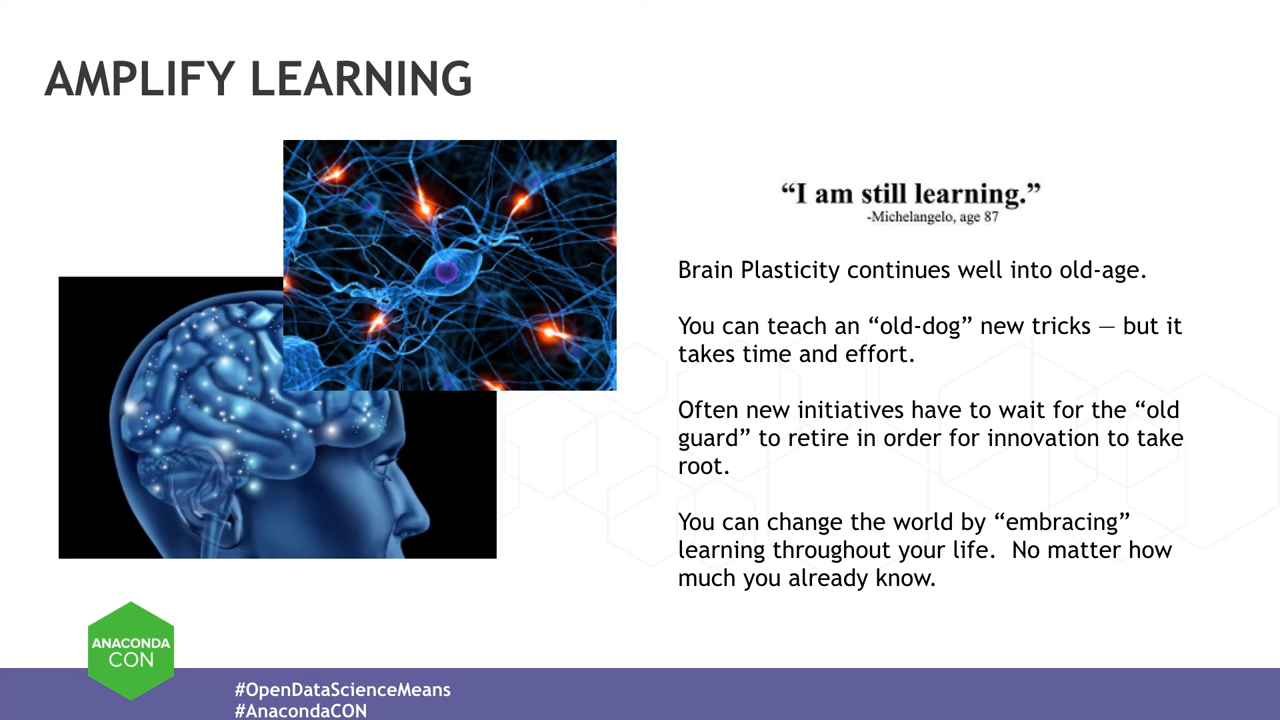 AMPLIFY LEARNING
“I am still learning.”
-Michelangelo, age 87
Brain Plasticity continues well into old-age.
You can teach an “old-dog” new tricks — but it
takes time and effort.
Often new initiatives have to wait for the “old
guard” to retire in order for innovation to take
root.
You can change the world by “embracing”
learning throughout your life.  No matter how
much you already know.
ANACONDA
CON
#OpenDataScienceMeans
#AnacondaCON